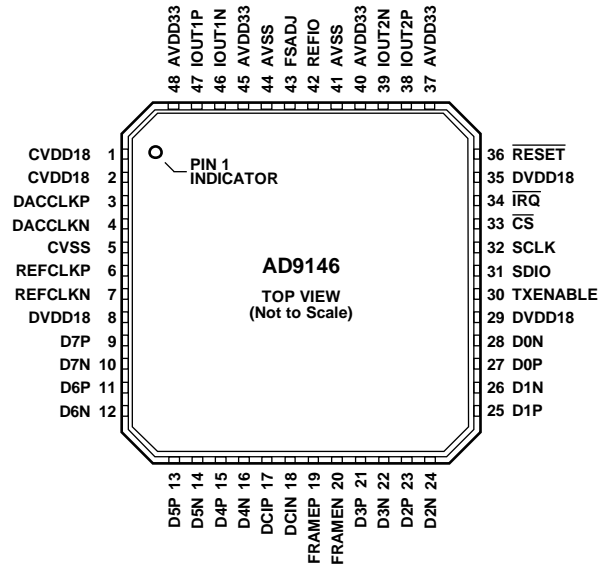 48 AVDD33
47 IOUT1P
46 IOUT1N
45 AVDD33
44 AVSS
43 FSADJ
42 REFIO
41 AVSS
40 AVDD33
39 IOUT2N
38 IOUT2P
37 AVDD33
CVDD18 1
CVDD18 2
DACCLKP 3
DACCLKN 4
CVSS 5
REFCLKP 6
REFCLKN 7
DVDD18 8
D7P 9
D7N 10
D6P 11
D6N 12
PIN 1
INDICATOR
AD9146
TOP VIEW
(Not to Scale)
36 RESET
35 DVDD18
34 IRQ
33 CS
32 SCLK
31 SDIO
30 TXENABLE
29 DVDD18
28 D0N
27 D0P
26 D1N
25 D1P
D5P 13
D5N 14
D4P 15
D4N 16
DCIP 17
DCIN 18
FRAMEP 19
FRAMEN 20
D3P 21
D3N 22
D2P 23
D2N 24